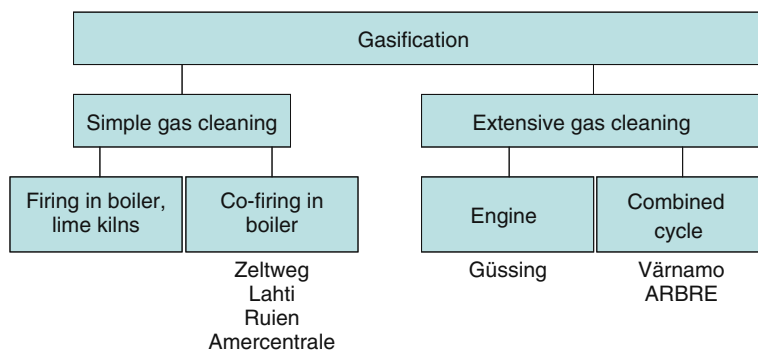 Gasification
Simple gas cleaning
Extensive gas cleaning
Firing in boiler,
lime kilns
Co-firing in
boiler
Engine
Combined
cycle
Zeltweg
Lahti
Ruien
Amercentrale
Güssing
Värnamo
ARBRE